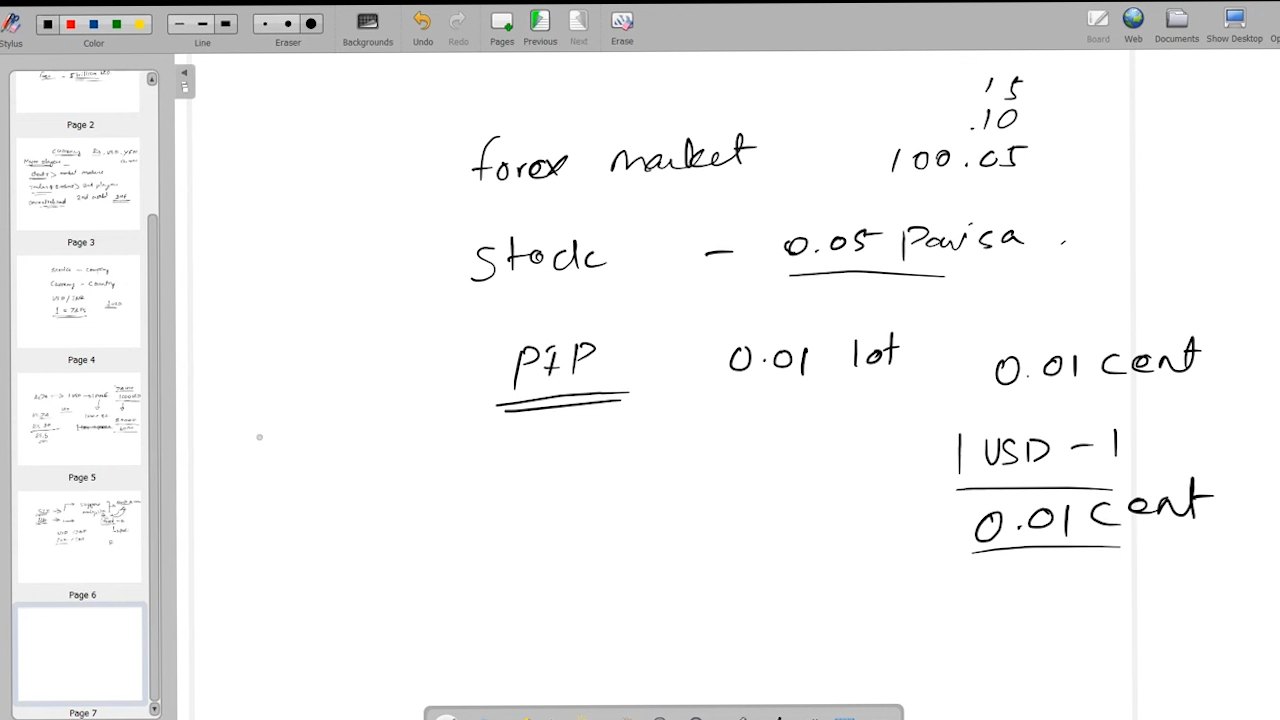 Stylus
Color
Line
Eraser
Backgrounds
Undo
Redo
Pages
Previous
Next
Erase
Board
Web
Documents
Show Desktop
Page 2
Page 3
Page 4
Page 5
Page 6
Page 7
15
.10
forex market 100.05
Stock - 0.05 Paisa .
PIP 0.01 lot 0.01 cent
1 USD - 1
0.01 cent